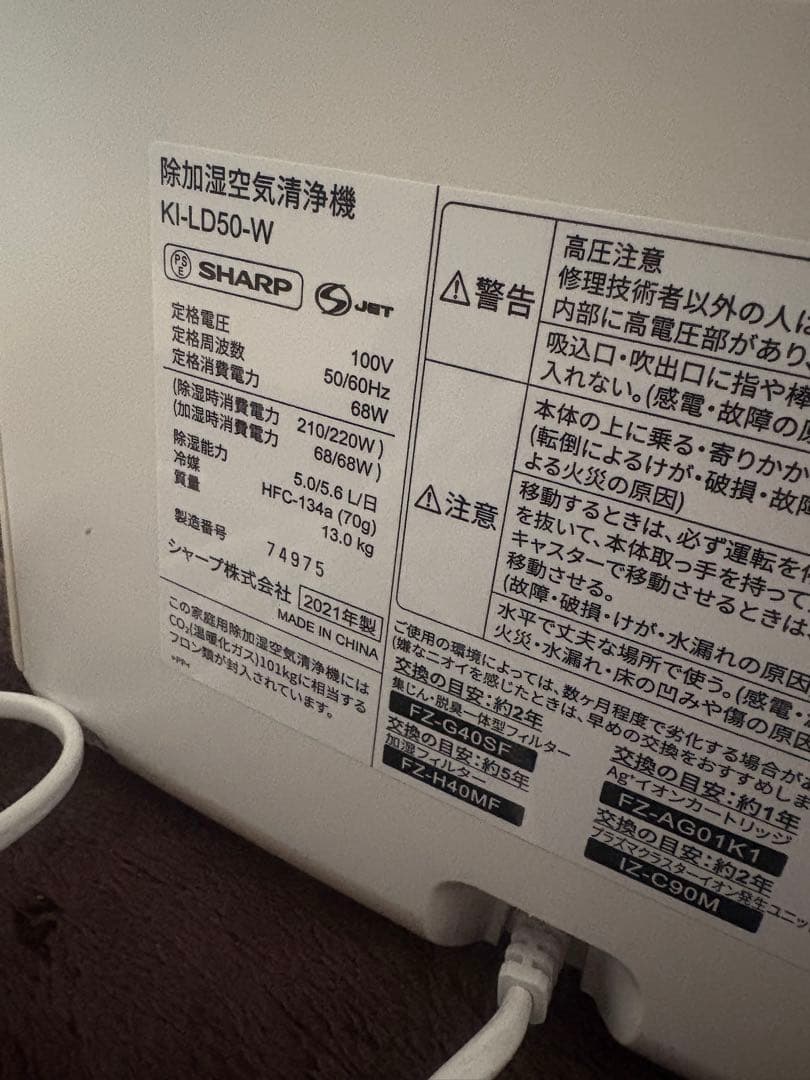 除加湿空気清浄機
KI-LD50-W
PSE SHARP JET
定格電圧 100V
定格周波数 50/60Hz
定格消費電力 68W
(除湿時消費電力 210/220W)
(加湿時消費電力 68/68W)
除湿能力 5.0/5.6 L/日
冷媒 HFC-134a (70g)
質量 13.0 kg
製造番号 74975
シャープ株式会社 2021年製
MADE IN CHINA
この家庭用除加湿空気清浄機には
CO₂(温暖化ガス)101kgに相当する
フロン類が封入されています。
*PP*
警告
高圧注意
修理技術者以外の人は
内部に高電圧部があり、
吸込口・吹出口に指や棒
入れない。(感電・故障の原
注意
本体の上に乗る・寄りかか
(転倒によるけが・破損・故障
よる火災の原因)
移動するときは、必ず運転を停
を抜いて、本体取っ手を持って
キャスターで移動させるときは
移動させる。
(故障・破損・けが・水漏れの原因
水平で丈夫な場所で使う。(感電・
火災・水漏れ・床の凹みや傷の原因
ご使用の環境によっては、数ヶ月程度で劣化する場合があ
(嫌なニオイを感じたときは、早めの交換をおすすめしま
交換の目安:約2年
集じん・脱臭一体型フィルター
FZ-G40SF
交換の目安:約5年
加湿フィルター
FZ-H40MF
交換の目安:約1年
Ag⁺イオンカートリッジ
FZ-AG01K1
交換の目安:約2年
プラズマクラスターイオン発生ユニッ
IZ-C90M